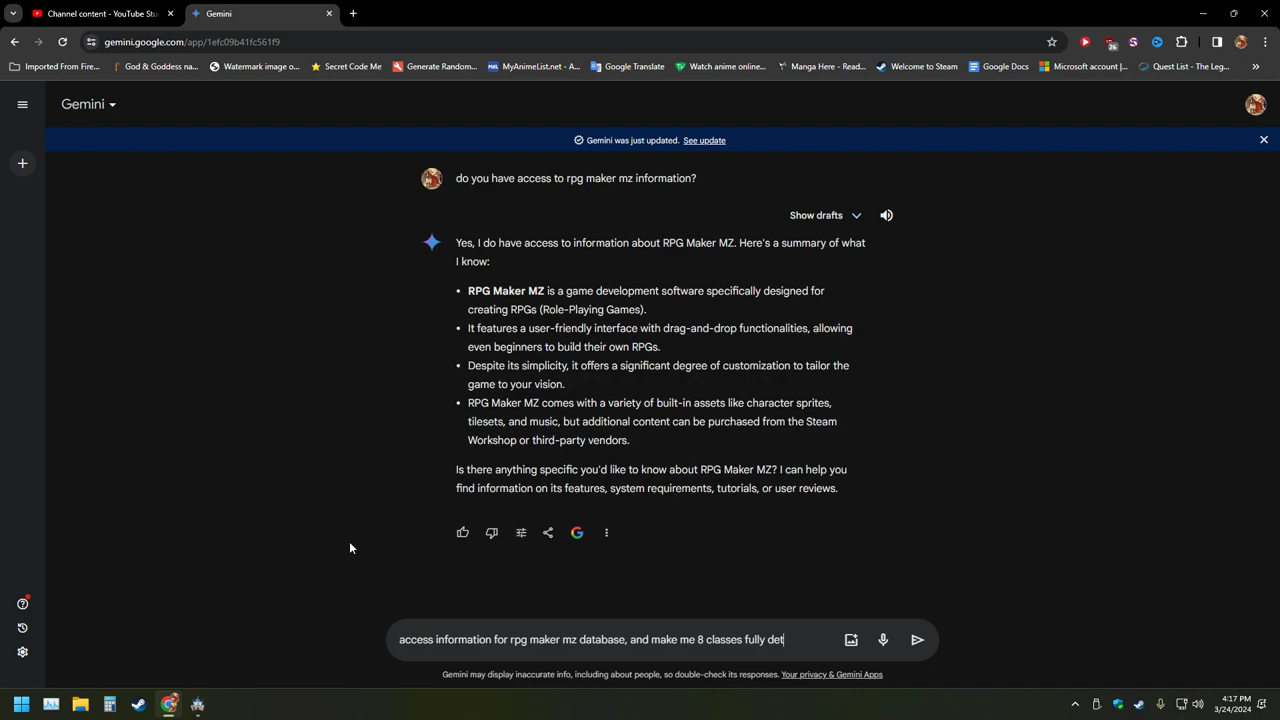 Channel content - YouTube Stu
Gemini
gemini.google.com/app/1efc09b41fc561f9
26
Imported From Fire...
God & Goddess na...
Watermark image o...
Secret Code Me
Generate Random...
MyAnimeList.net - A...
Google Translate
Watch anime online...
Manga Here - Read...
Welcome to Steam
Google Docs
Microsoft account |...
Quest List - The Leg...
Gemini
Gemini was just updated. See update
do you have access to rpg maker mz information?
Show drafts
Yes, I do have access to information about RPG Maker MZ. Here's a summary of what
I know:
• RPG Maker MZ is a game development software specifically designed for
creating RPGs (Role-Playing Games).
• It features a user-friendly interface with drag-and-drop functionalities, allowing
even beginners to build their own RPGs.
• Despite its simplicity, it offers a significant degree of customization to tailor the
game to your vision.
• RPG Maker MZ comes with a variety of built-in assets like character sprites,
tilesets, and music, but additional content can be purchased from the Steam
Workshop or third-party vendors.
Is there anything specific you'd like to know about RPG Maker MZ? I can help you
find information on its features, system requirements, tutorials, or user reviews.
access information for rpg maker mz database, and make me 8 classes fully det
Gemini may display inaccurate info, including about people, so double-check its responses. Your privacy & Gemini Apps
4:17 PM
3/24/2024